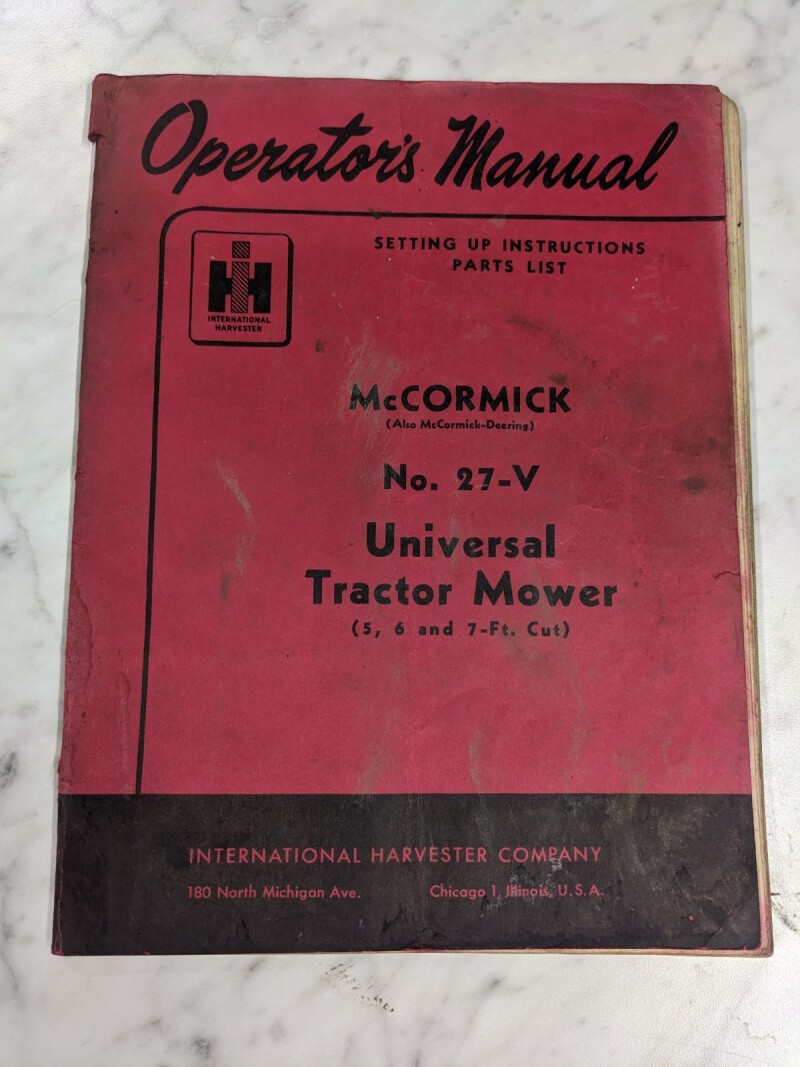 Operator's Manual
SETTING UP INSTRUCTIONS
PARTS LIST
IH
INTERNATIONAL
HARVESTER
McCORMICK
(Also McCormick-Deering)
No. 27-V
Universal
Tractor Mower
(5, 6 and 7-Ft. Cut)
INTERNATIONAL HARVESTER COMPANY
180 North Michigan Ave. Chicago 1, Illinois, U.S.A.